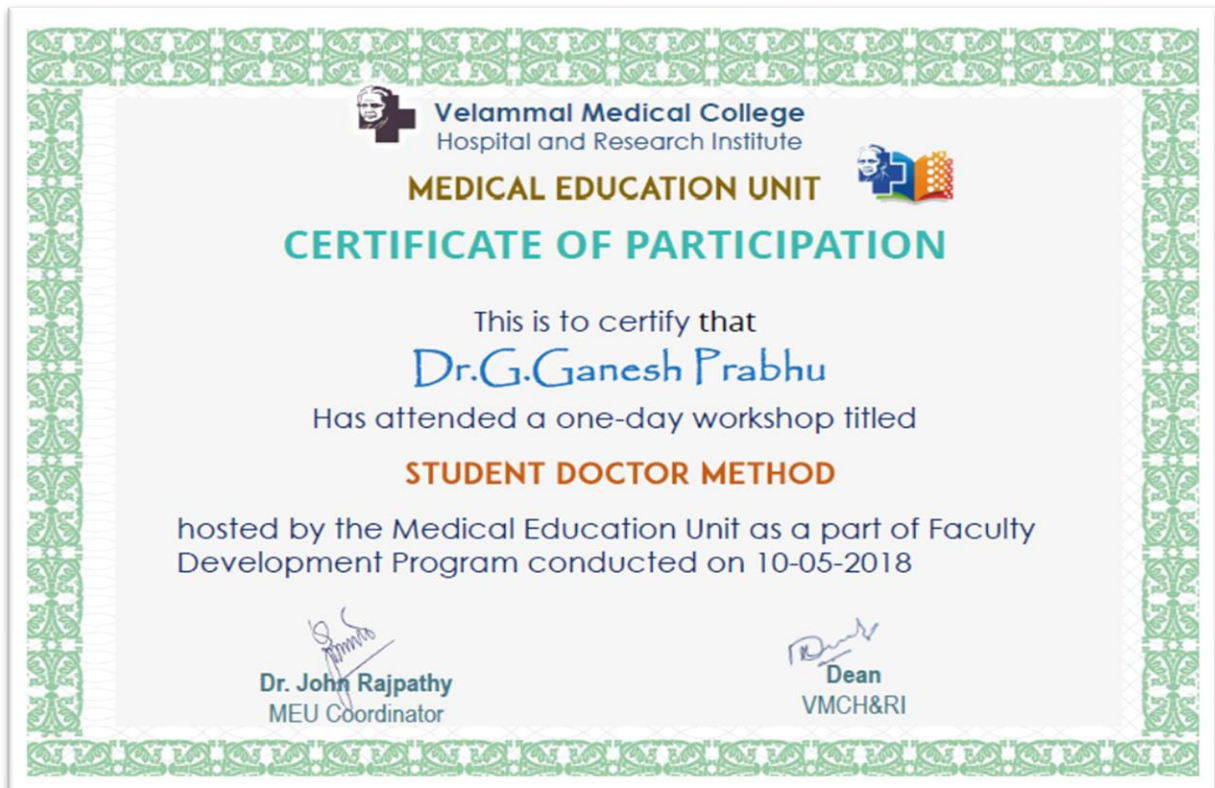 Velammal Medical College
Hospital and Research Institute
MEDICAL EDUCATION UNIT
CERTIFICATE OF PARTICIPATION
This is to certify that
Dr.G.Ganesh Prabhu
Has attended a one-day workshop titled
STUDENT DOCTOR METHOD
hosted by the Medical Education Unit as a part of Faculty
Development Program conducted on 10-05-2018
Dr. John Rajpathy
MEU Coordinator
Dean
VMCH&RI